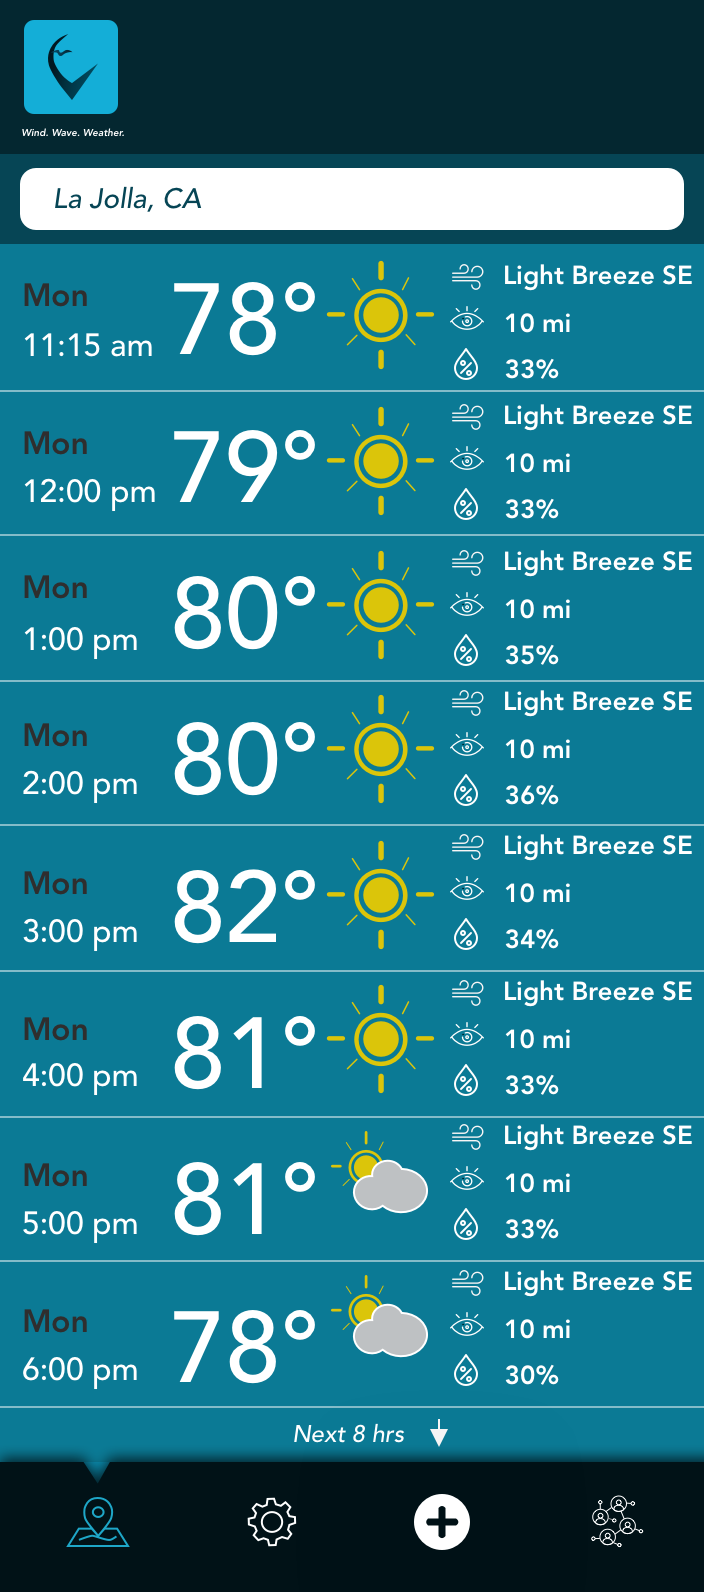 Wind. Wave. Weather.
La Jolla, CA
Mon
11:15 am
78°
Light Breeze SE
10 mi
33%
Mon
12:00 pm
79°
Light Breeze SE
10 mi
33%
Mon
1:00 pm
80°
Light Breeze SE
10 mi
35%
Mon
2:00 pm
80°
Light Breeze SE
10 mi
36%
Mon
3:00 pm
82°
Light Breeze SE
10 mi
34%
Mon
4:00 pm
81°
Light Breeze SE
10 mi
33%
Mon
5:00 pm
81°
Light Breeze SE
10 mi
33%
Mon
6:00 pm
78°
Light Breeze SE
10 mi
30%
Next 8 hrs